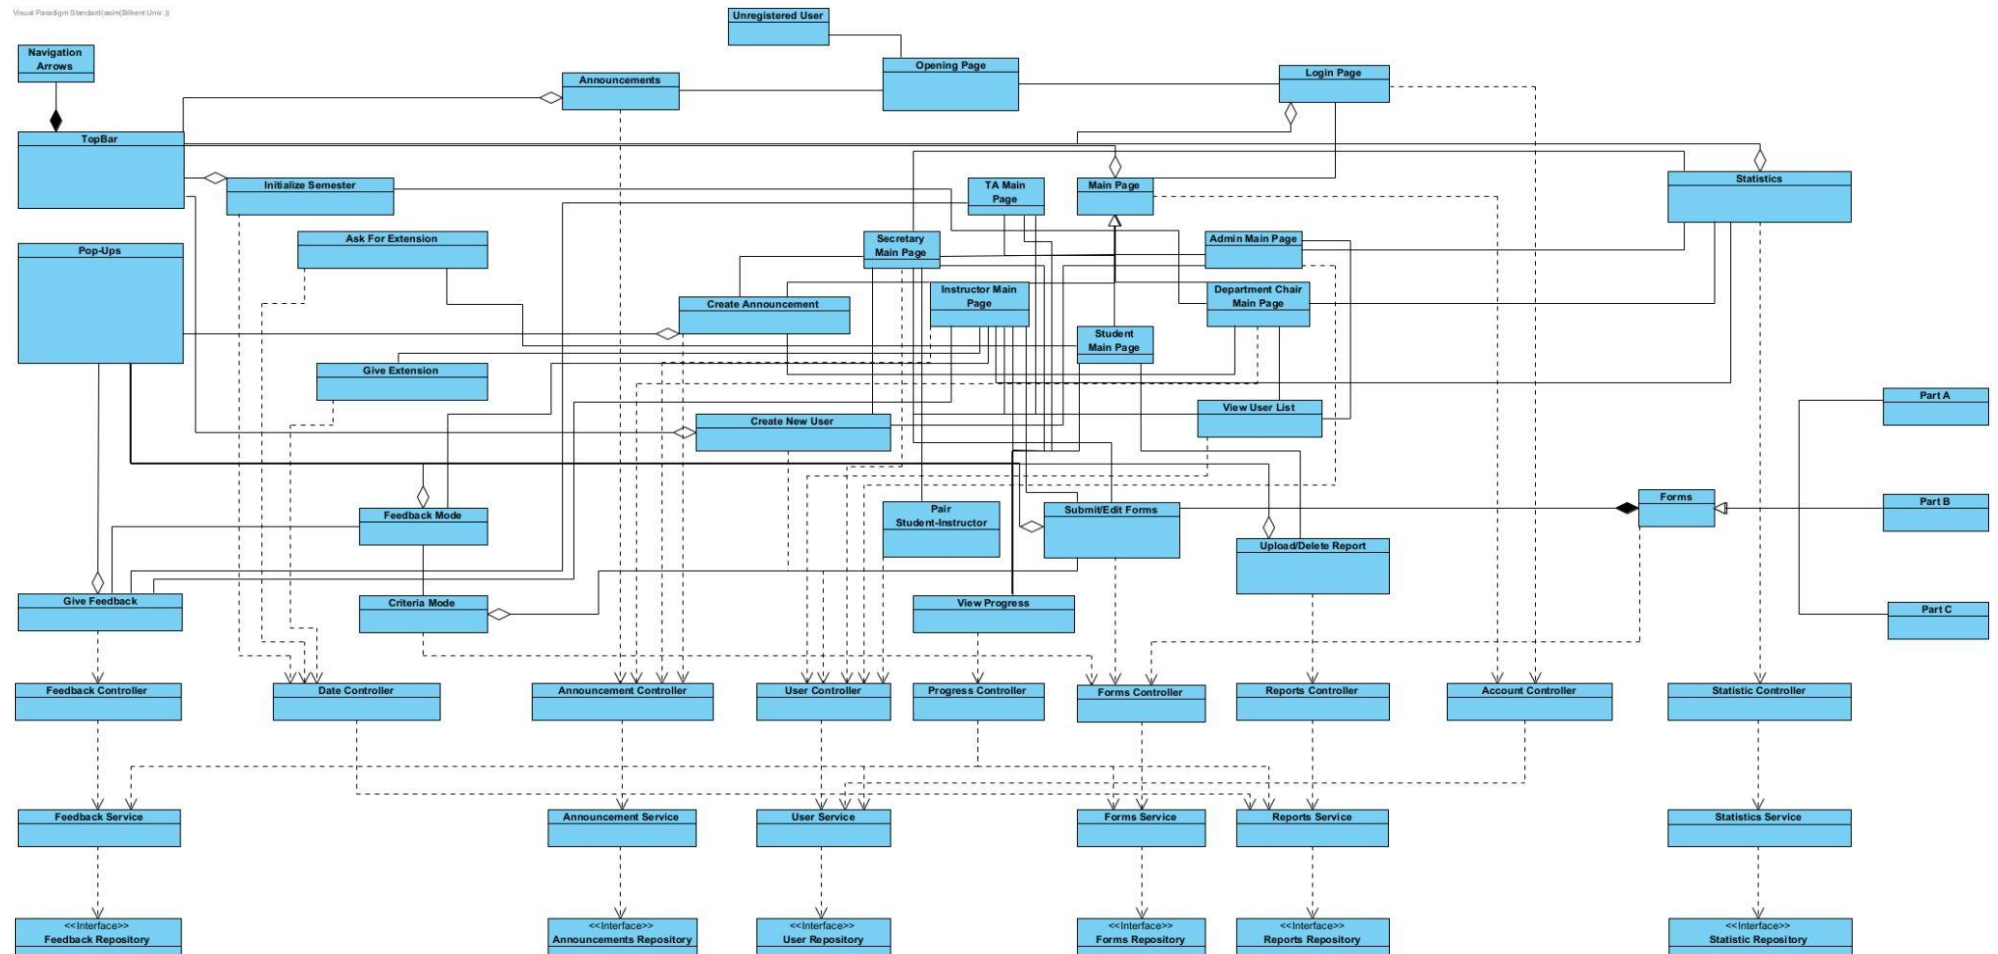 Visual Paradigm Standard(asim(Bilkent Univ.))
Unregistered User
Navigation
Arrows
Opening Page
Login Page
Announcements
TopBar
Initialize Semester
TA Main
Page
Main Page
Statistics
Ask For Extension
Secretary
Main Page
Admin Main Page
Pop-Ups
Create Announcement
Instructor Main
Page
Department Chair
Main Page
Student
Main Page
Give Extension
Create New User
View User List
Part A
Feedback Mode
Pair
Student-Instructor
Submit/Edit Forms
Forms
Part B
Upload/Delete Report
Give Feedback
Criteria Mode
View Progress
Part C
Feedback Controller
Date Controller
Announcement Controller
User Controller
Progress Controller
Forms Controller
Reports Controller
Account Controller
Statistic Controller
Feedback Service
Announcement Service
User Service
Forms Service
Reports Service
Statistics Service
<<Interface>>
Feedback Repository
<<Interface>>
Announcements Repository
<<Interface>>
User Repository
<<Interface>>
Forms Repository
<<Interface>>
Reports Repository
<<Interface>>
Statistic Repository